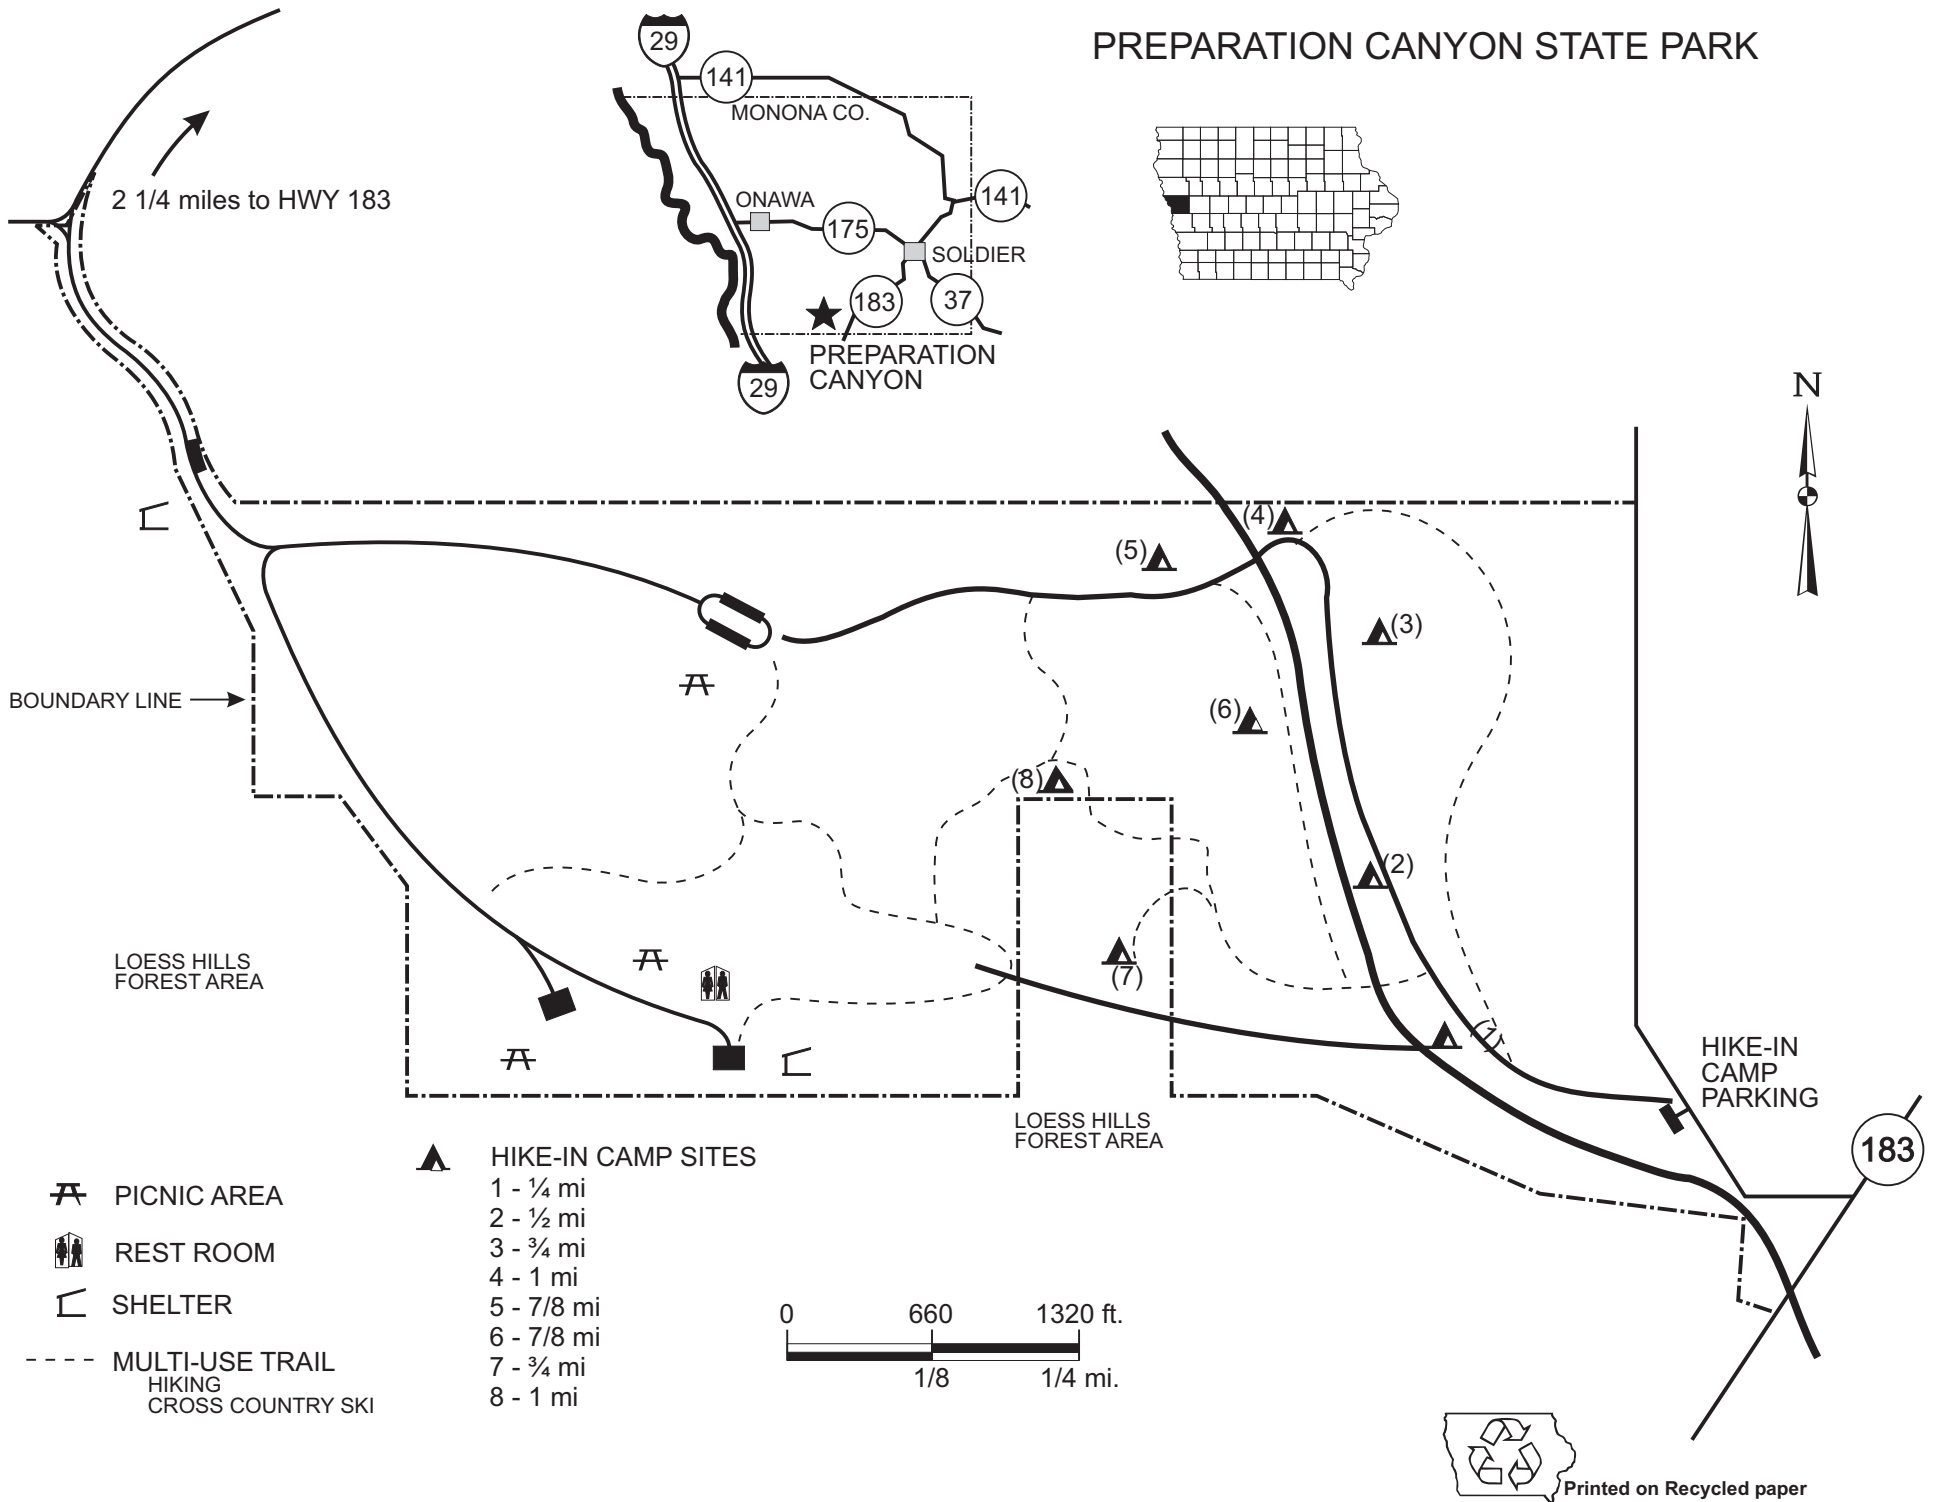 PREPARATION CANYON STATE PARK
29
141
MONONA CO.
ONAWA
175
141
SOLDIER
183
37
PREPARATION
CANYON
29
2 1/4 miles to HWY 183
N
(4)
(5)
(3)
(6)
BOUNDARY LINE
(8)
(2)
LOESS HILLS
FOREST AREA
(7)
(1)
HIKE-IN
CAMP
PARKING
LOESS HILLS
FOREST AREA
183
HIKE-IN CAMP SITES
1 - ¼ mi
2 - ½ mi
3 - ¾ mi
4 - 1 mi
5 - 7/8 mi
6 - 7/8 mi
7 - ¾ mi
8 - 1 mi
PICNIC AREA
REST ROOM
SHELTER
MULTI-USE TRAIL
HIKING
CROSS COUNTRY SKI
0 660 1320 ft.
1/8 1/4 mi.
Printed on Recycled paper